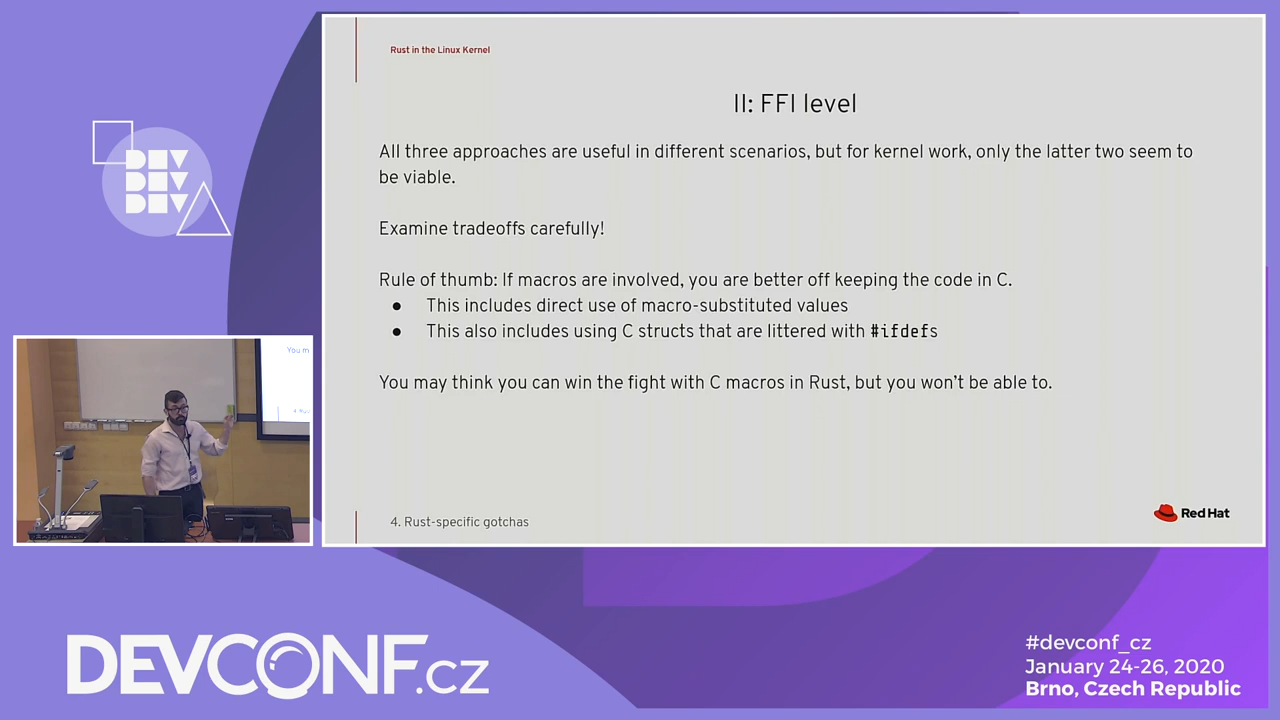 Rust in the Linux Kernel
II: FFI level
All three approaches are useful in different scenarios, but for kernel work, only the latter two seem to
be viable.
Examine tradeoffs carefully!
Rule of thumb: If macros are involved, you are better off keeping the code in C.
● This includes direct use of macro-substituted values
● This also includes using C structs that are littered with #ifdefs
You may think you can win the fight with C macros in Rust, but you won't be able to.
4. Rust-specific gotchas
Red Hat
DEV
DEV
DEV
You m
DEVCONF.cz
#devconf_cz
January 24-26, 2020
Brno, Czech Republic